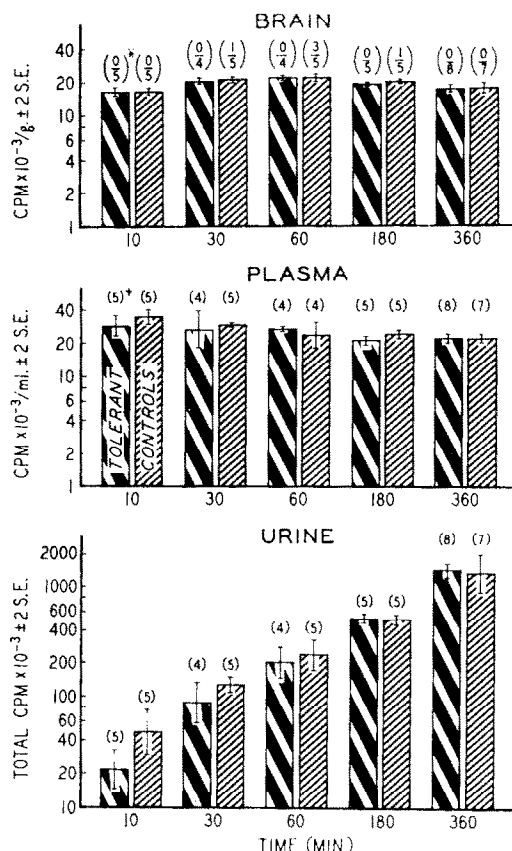 BRAIN
(0/5)* (0/5) (0/4) (1/5) (0/4) (3/5) (0/5) (1/5) (0/8) (0/7)
CPM x 10⁻³/g ± 2 S.E.
40
20
10
6
4
2
1
10 30 60 180 360
PLASMA
(5)⁺ (5) (4) (5) (4) (4) (5) (5) (8) (7)
CPM x 10⁻³/ml. ± 2 S.E.
40
20
10
6
4
2
1
TOLERANT
CONTROLS
10 30 60 180 360
URINE
(5) (5) (4) (5) (4) (5) (5) (5) (8) (7)
TOTAL CPM x 10⁻³ ± 2 S.E.
2000
1000
600
400
200
100
60
40
20
10
10 30 60 180 360
TIME (MIN)